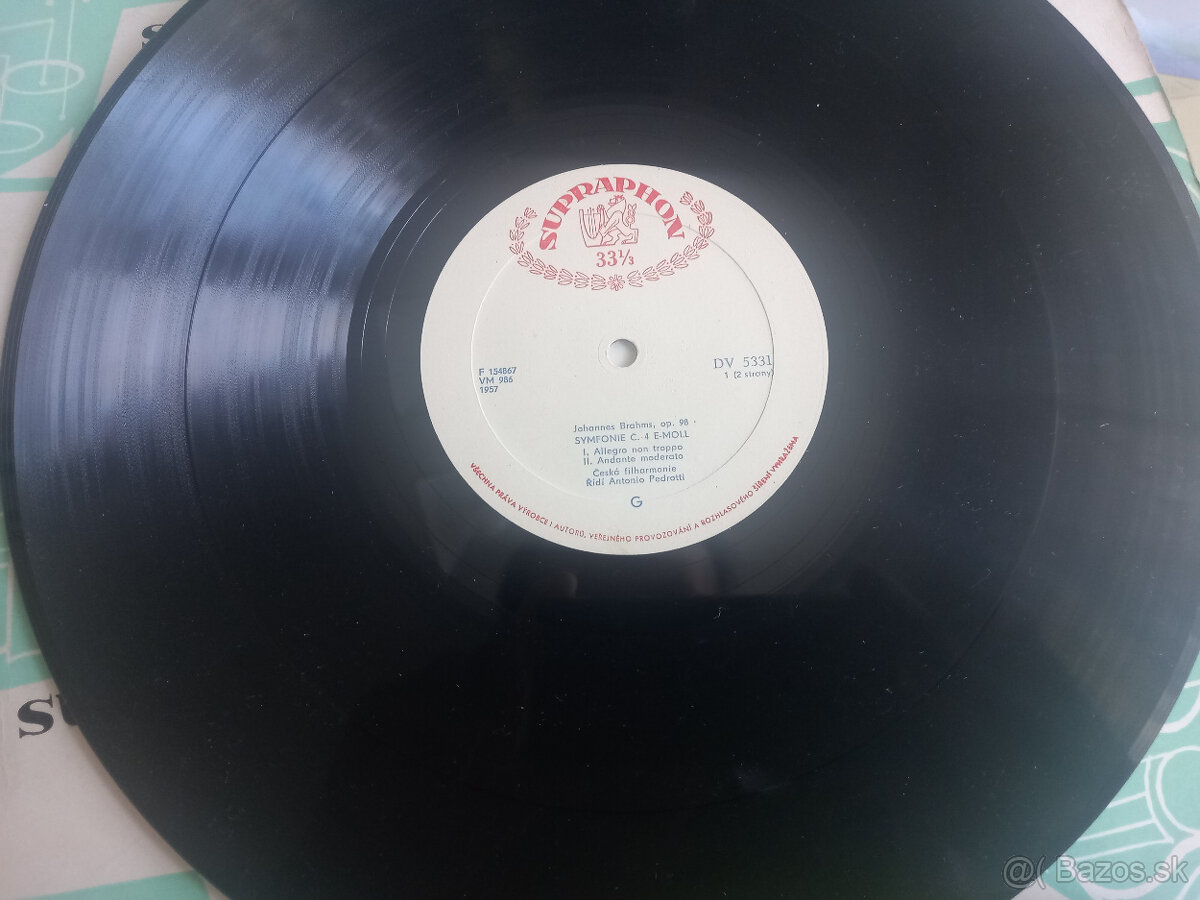 SUPRAPHON
33⅓
F 154867
VM 986
1957
DV 5331
1 (2 strany)
Johannes Brahms, op. 98
SYMFONIE C. 4 E-MOLL
I. Allegro non troppo
II. Andante moderato
Česká filharmonie
Řídí Antonio Pedrotti
G
VŠECHNA PRÁVA VÝROBCE I AUTORŮ, VEŘEJNÉHO PROVOZOVÁNÍ A ROZHLASOVÉHO ŠÍŘENÍ VYHRAŽENA
S
SU
@( Bazos.sk